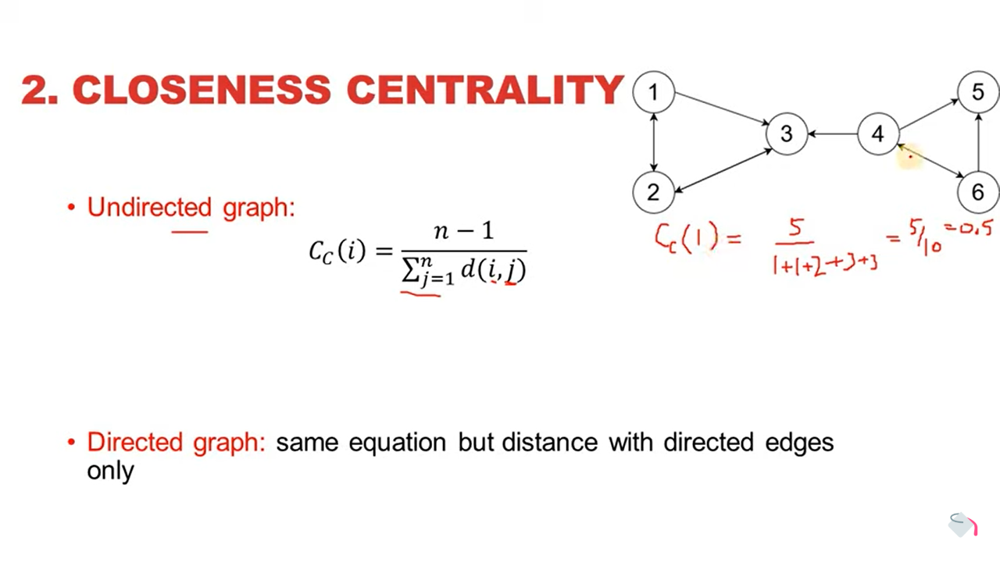 2. CLOSENESS CENTRALITY
1
5
3
4
2
6
• Undirected graph:
C_C(i) = \frac{n − 1}{\sum_{j=1}^{n} d(i,j)}
C_c(1) = \frac{5}{1+1+2+3+3} = 5/10 = 0.5
• Directed graph: same equation but distance with directed edges
only